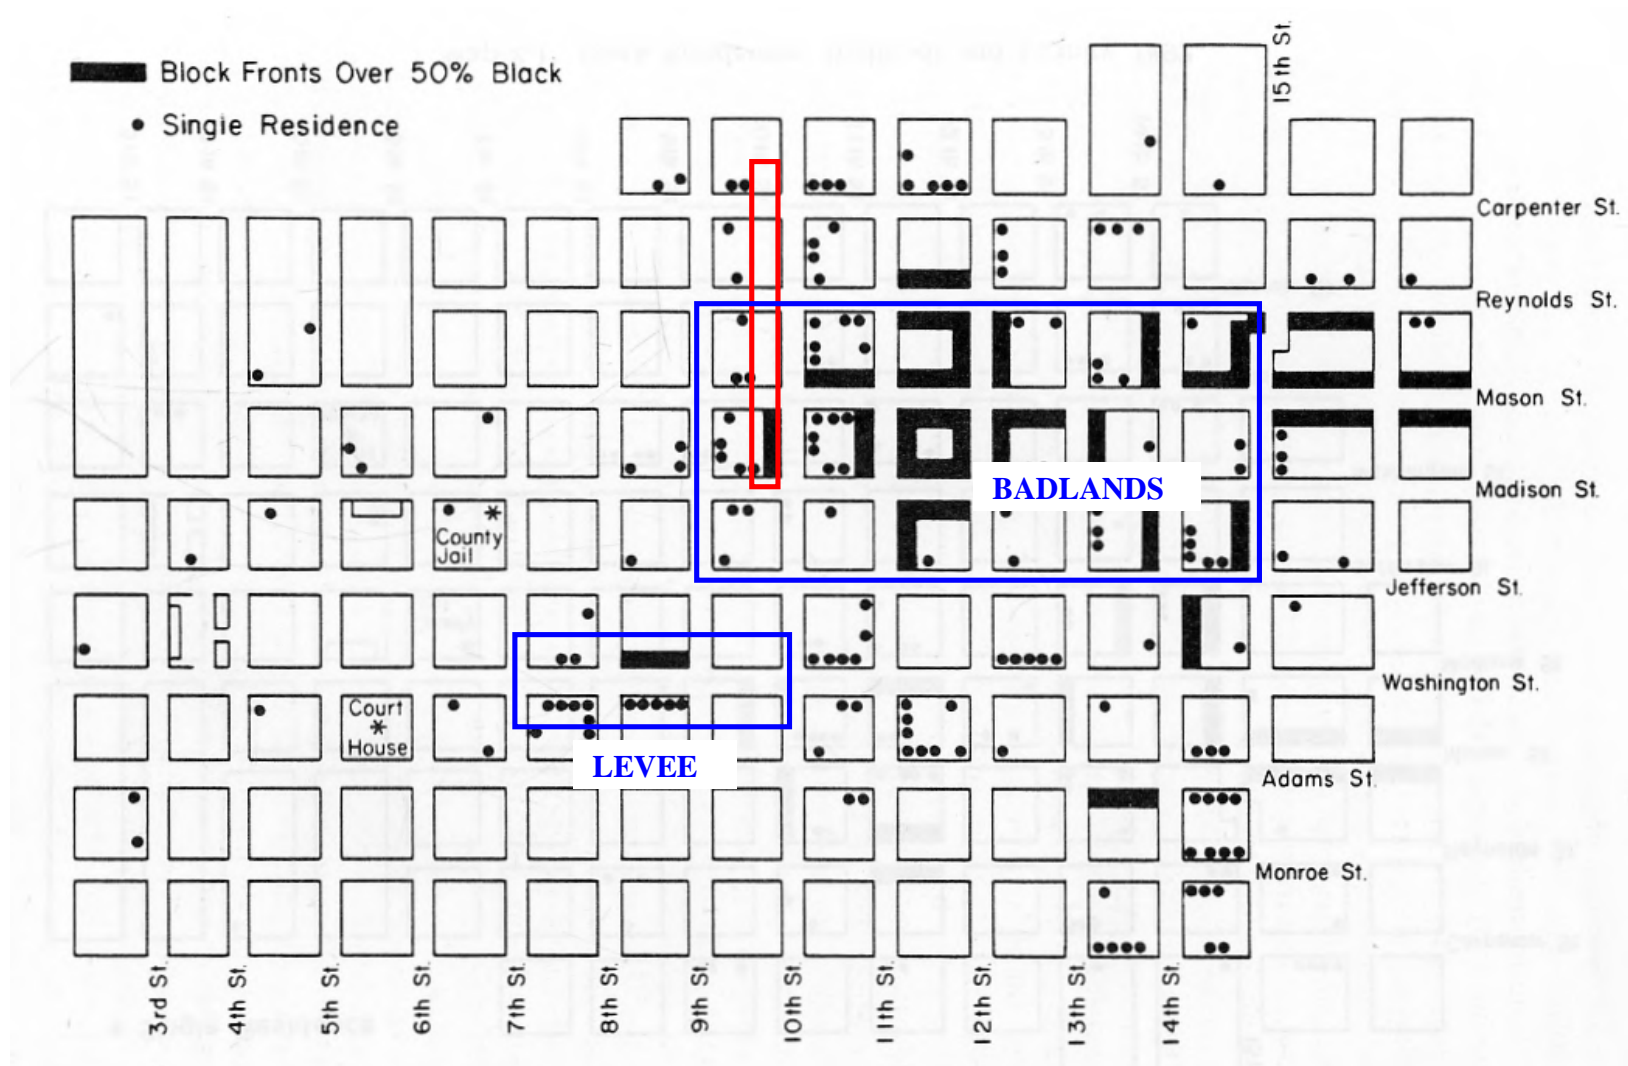 Block Fronts Over 50% Black
Single Residence
15th St.
Carpenter St.
Reynolds St.
Mason St.
BADLANDS
Madison St.
County
Jail
Jefferson St.
Washington St.
Court
House
LEVEE
Adams St.
Monroe St.
3rd St.
4th St.
5th St.
6th St.
7th St.
8th St.
9th St.
10th St.
11th St.
12th St.
13th St.
14th St.